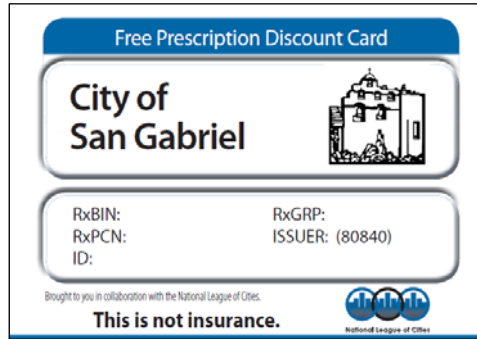 Free Prescription Discount Card
City of
San Gabriel
RxBIN: RxGRP:
RxPCN: ISSUER: (80840)
ID:
Brought to you in collaboration with the National League of Cities.
This is not insurance.
National League of Cities